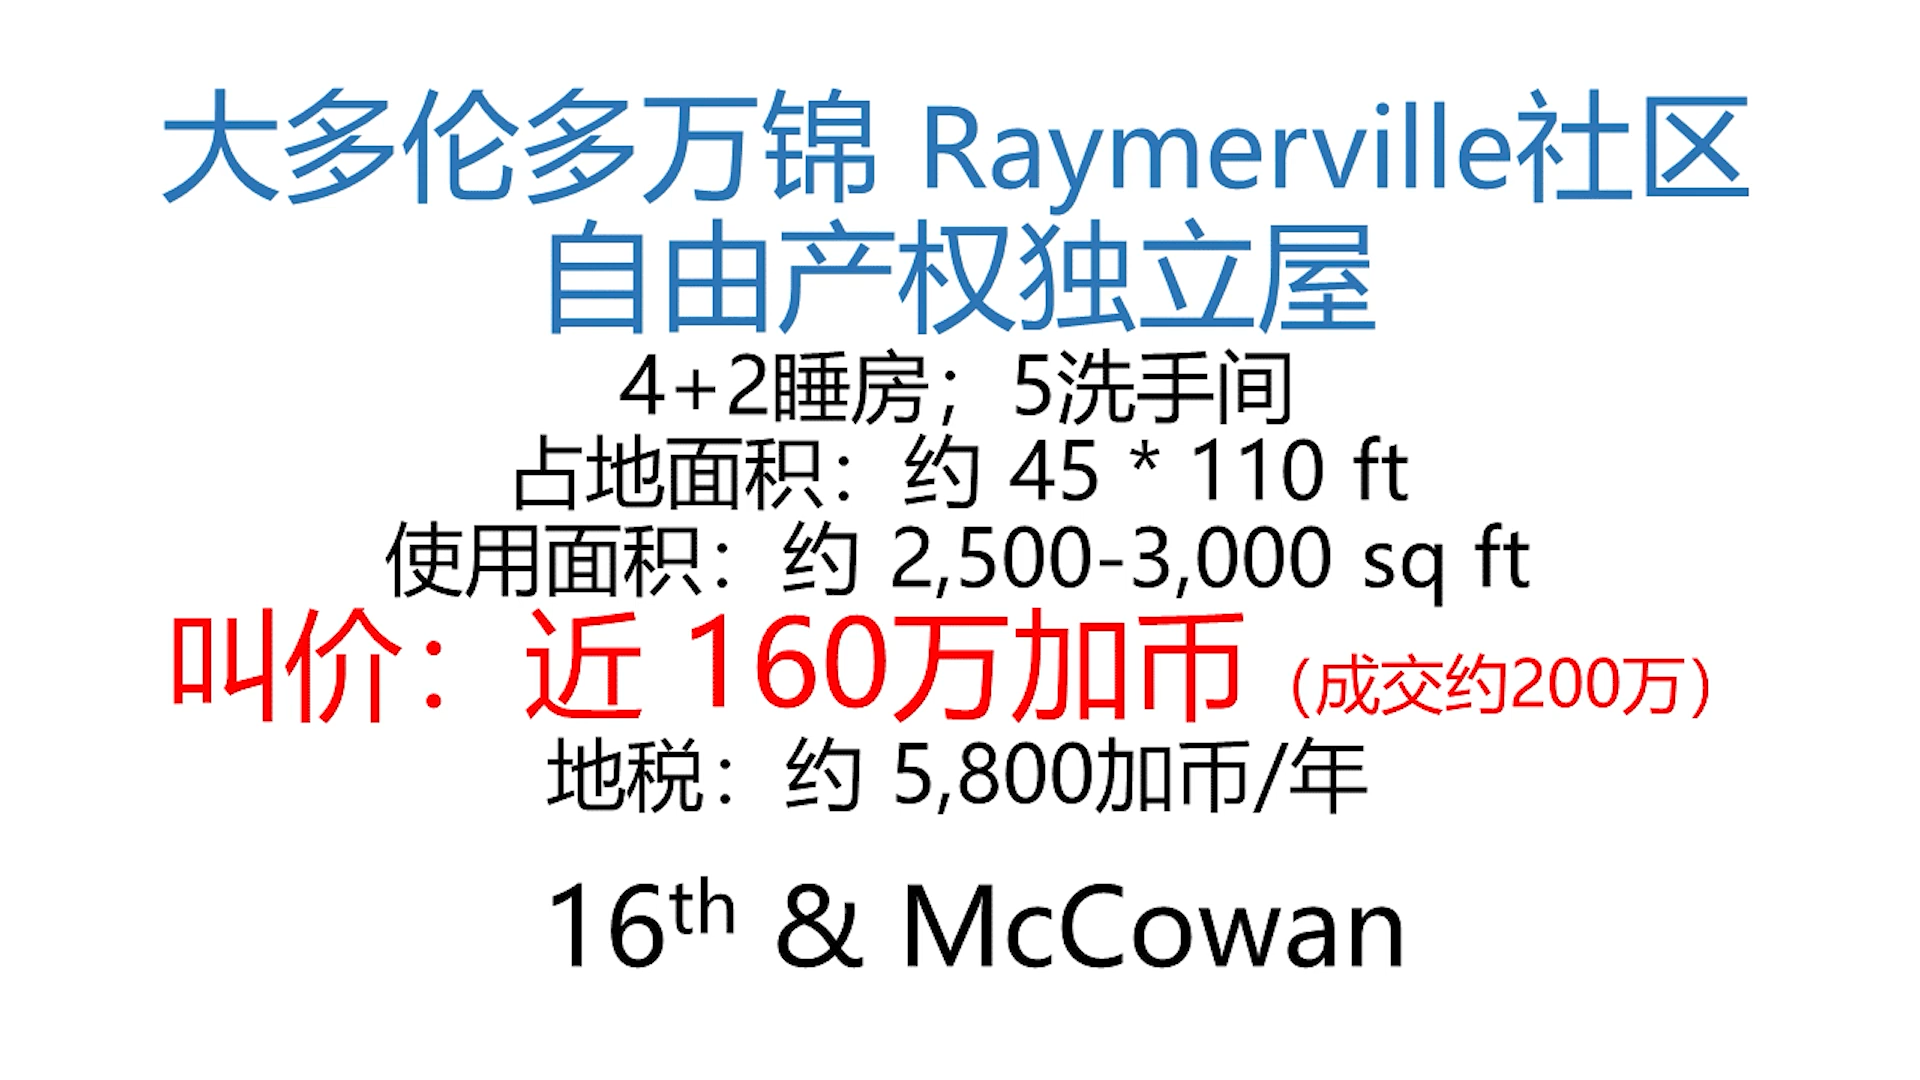 大多伦多万锦 Raymerville社区
自由产权独立屋
4+2睡房；5洗手间
占地面积：约 45 * 110 ft
使用面积：约 2,500-3,000 sq ft
叫价：近 160万加币（成交约200万）
地税：约 5,800加币/年
16th & McCowan